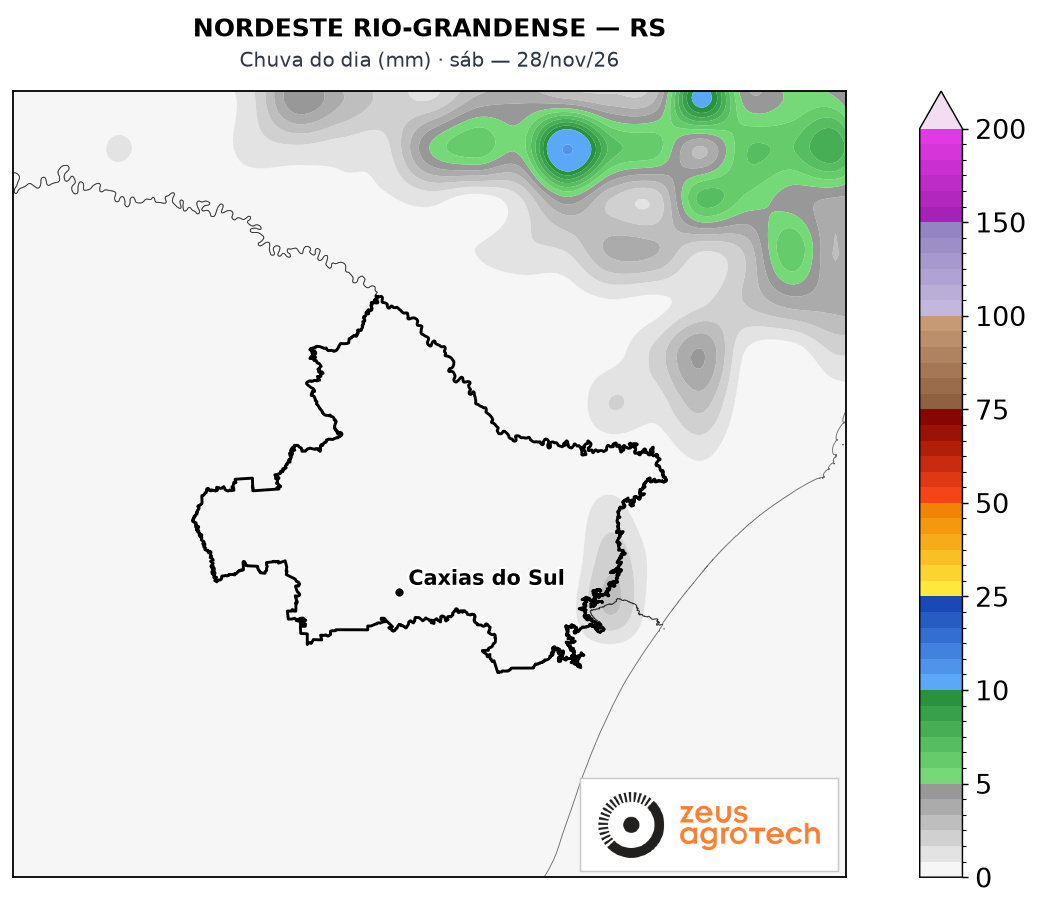 NORDESTE RIO-GRANDENSE — RS
Chuva do dia (mm) · sáb — 28/nov/26
200
150
100
75
50
25
10
5
0
Caxias do Sul
zeus
agrotech